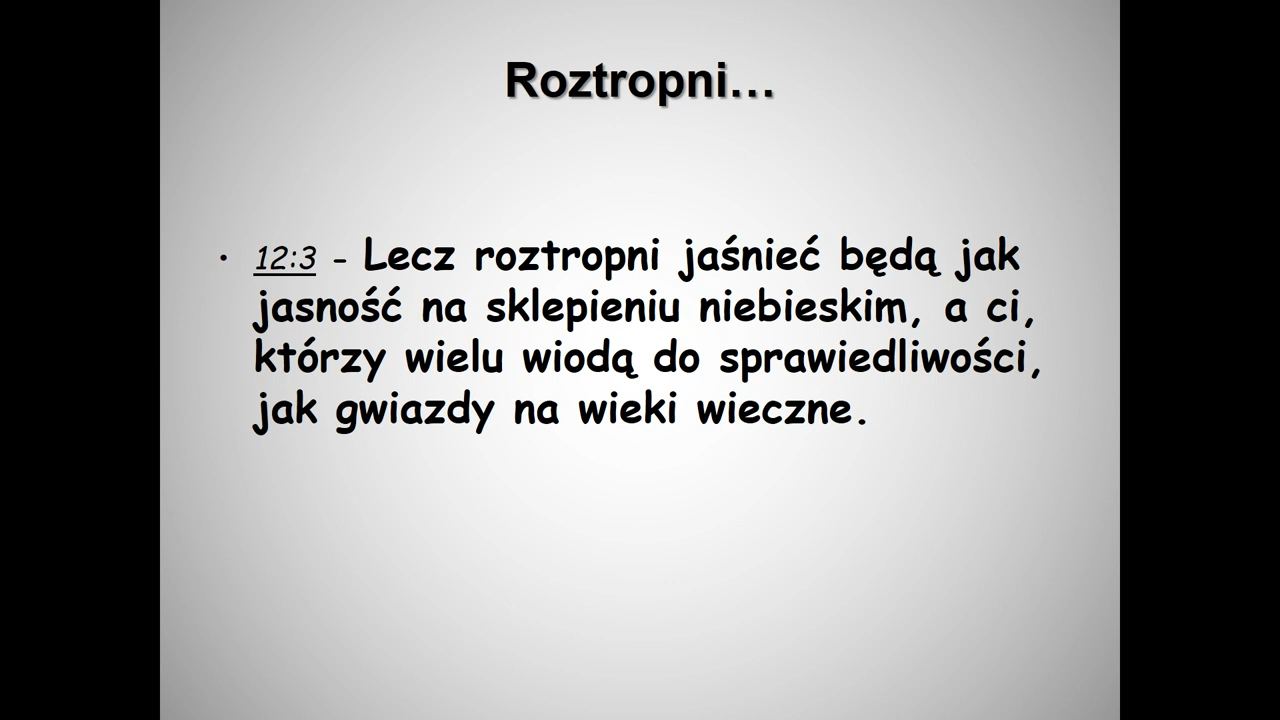 Roztropni…
• 12:3 – Lecz roztropni jaśnieć będą jak
jasność na sklepieniu niebieskim, a ci,
którzy wielu wiodą do sprawiedliwości,
jak gwiazdy na wieki wieczne.